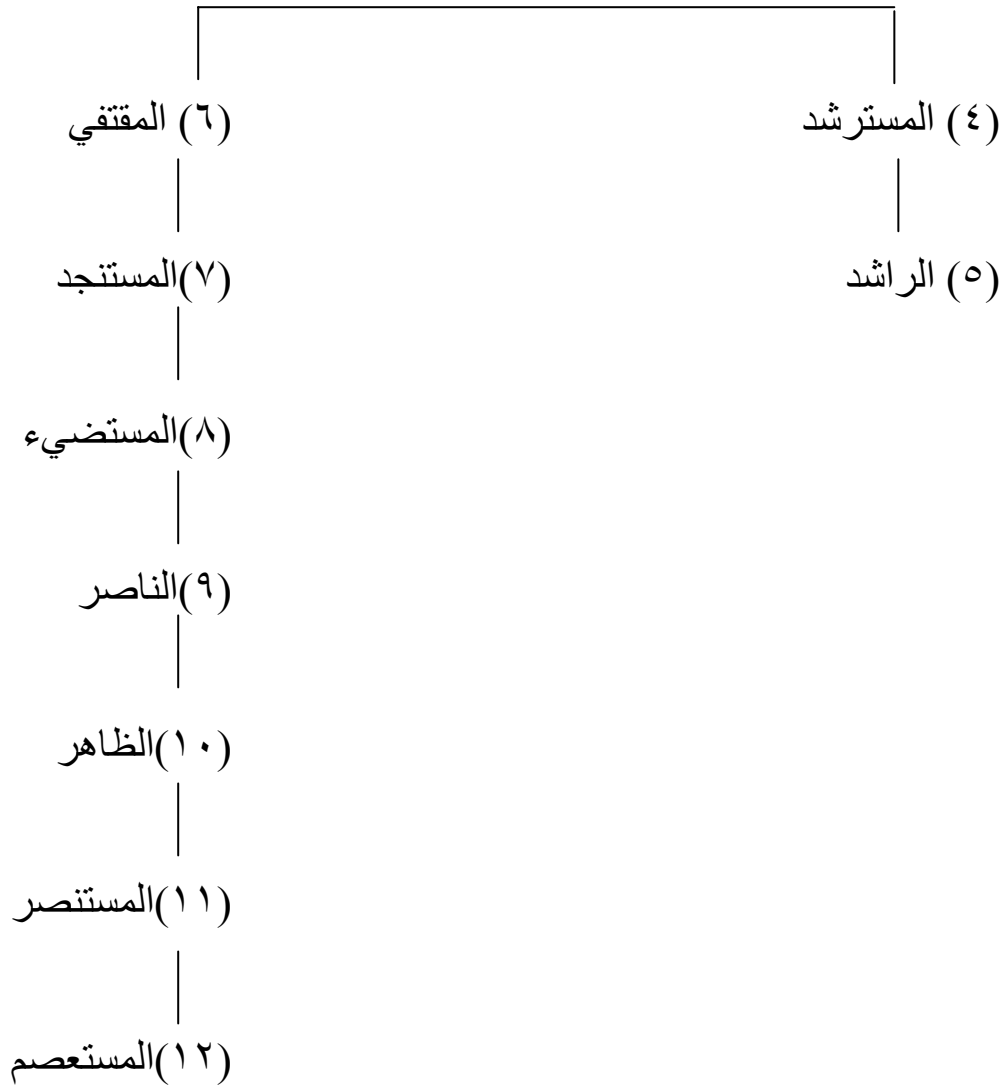 (٤) المسترشد (٦) المقتفي
(٥) الراشد (٧)المستنجد
(٨)المستضيء
(٩)الناصر
(١٠)الظاهر
(١١)المستنصر
(١٢)المستعصم